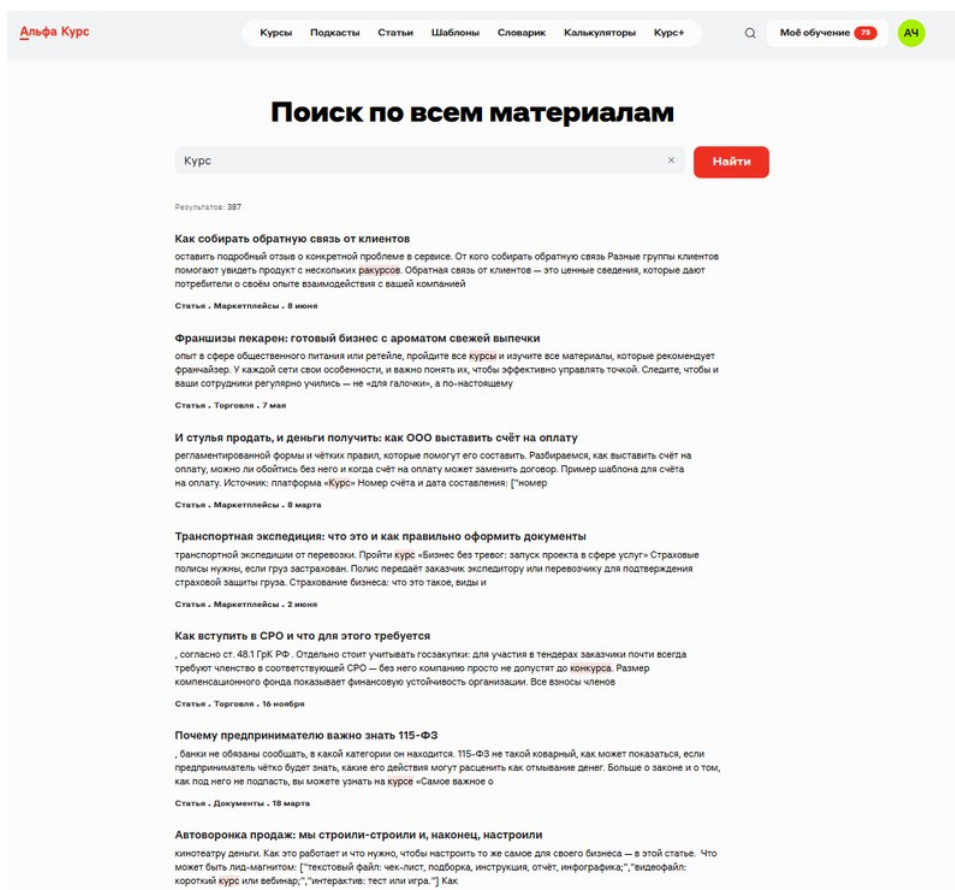 Альфа Курс
Курсы Подкасты Статьи Шаблоны Словарик Калькуляторы Курс+ Моё обучение 73 АЧ
Поиск по всем материалам
Курс × Найти
Результатов: 387
Как собирать обратную связь от клиентов
оставить подробный отзыв о конкретной проблеме в сервисе. От кого собирать обратную связь Разные группы клиентов
помогают увидеть продукт с нескольких ракурсов. Обратная связь от клиентов — это ценные сведения, которые дают
потребители о своём опыте взаимодействия с вашей компанией
Статья • Маркетплейсы • 8 июня
Франшизы пекарен: готовый бизнес с ароматом свежей выпечки
опыт в сфере общественного питания или ретейле, пройдите все курсы и изучите все материалы, которые рекомендует
франчайзер. У каждой сети свои особенности, и важно понять их, чтобы эффективно управлять точкой. Следите, чтобы и
ваши сотрудники регулярно учились — не «для галочки», а по-настоящему
Статья • Торговля • 7 мая
И стулья продать, и деньги получить: как ООО выставить счёт на оплату
регламентированной формы и чётких правил, которые помогут его составить. Разбираемся, как выставить счёт на
оплату, можно ли обойтись без него и когда счёт на оплату может заменить договор. Пример шаблона для счёта
на оплату. Источник: платформа «Курс» Номер счёта и дата составления: ["номер
Статья • Маркетплейсы • 8 марта
Транспортная экспедиция: что это и как правильно оформить документы
транспортной экспедиции от перевозки. Пройти курс «Бизнес без тревог: запуск проекта в сфере услуг» Страховые
полисы нужны, если груз застрахован. Полис передаёт заказчик экспедитору или перевозчику для подтверждения
страховой защиты груза. Страхование бизнеса: что это такое, виды и
Статья • Маркетплейсы • 2 июня
Как вступить в СРО и что для этого требуется
, согласно ст. 48.1 ГрК РФ . Отдельно стоит учитывать госзакупки: для участия в тендерах заказчики почти всегда
требуют членство в соответствующей СРО — без него компанию просто не допустят до конкурса. Размер
компенсационного фонда показывает финансовую устойчивость организации. Все взносы членов
Статья • Торговля • 16 ноября
Почему предпринимателю важно знать 115-ФЗ
, банки не обязаны сообщать, в какой категории он находится. 115-ФЗ не такой коварный, как может показаться, если
предприниматель чётко будет знать, какие его действия могут расценить как отмывание денег. Больше о законе и о том,
как под него не подпасть, вы можете узнать на курсе «Самое важное о
Статья • Документы • 18 марта
Автоворонка продаж: мы строили-строили и, наконец, настроили
кинотеатру деньги. Как это работает и что нужно, чтобы настроить то же самое для своего бизнеса — в этой статье. Что
может быть лид-магнитом: ["текстовый файл: чек-лист, подборка, инструкция, отчёт, инфографика;","видеофайл:
короткий курс или вебинар;","интерактив: тест или игра."] Как